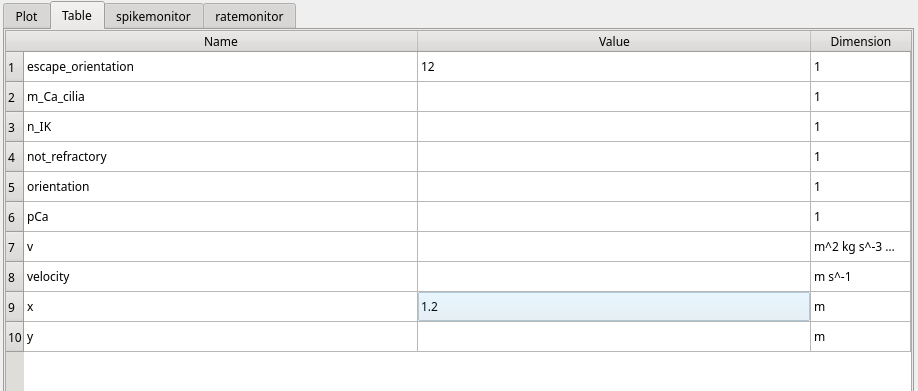 Plot Table spikemonitor ratemonitor
Name Value Dimension
1 escape_orientation 12 1
2 m_Ca_cilia 1
3 n_IK 1
4 not_refractory 1
5 orientation 1
6 pCa 1
7 v m^2 kg s^-3 ...
8 velocity m s^-1
9 x 1.2 m
10 y m